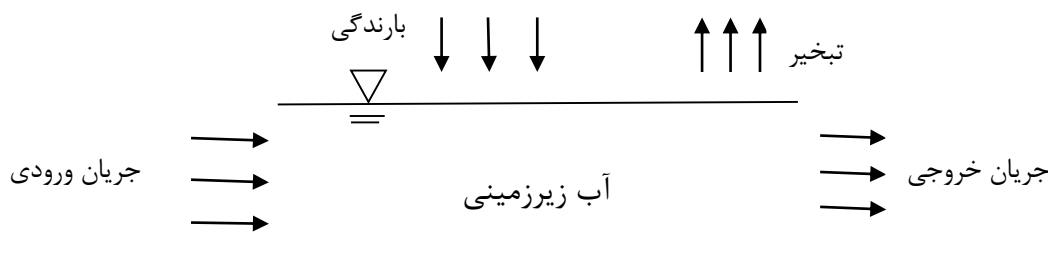 بارندگی
تبخیر
جریان ورودی
آب زیرزمینی
جریان خروجی